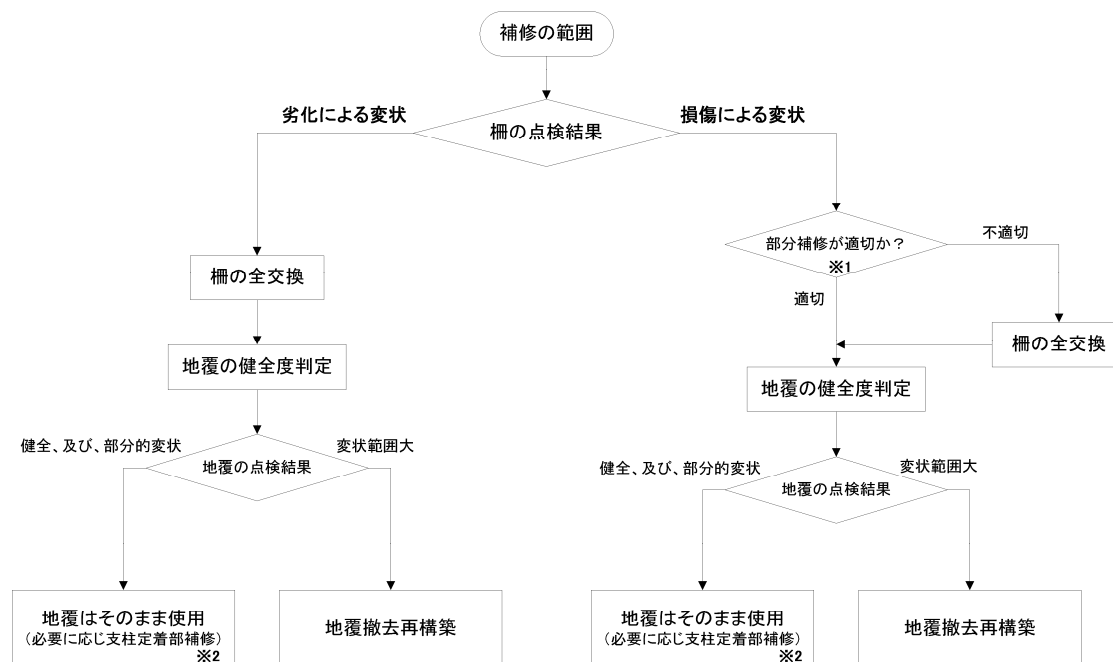 補修の範囲
劣化による変状
柵の点検結果
損傷による変状
柵の全交換
地覆の健全度判定
健全、及び、部分的変状
地覆の点検結果
変状範囲大
地覆はそのまま使用
（必要に応じ支柱定着部補修）
※2
地覆撤去再構築
部分補修が適切か？
※1
不適切
適切
柵の全交換
地覆の健全度判定
健全、及び、部分的変状
地覆の点検結果
変状範囲大
地覆はそのまま使用
（必要に応じ支柱定着部補修）
※2
地覆撤去再構築